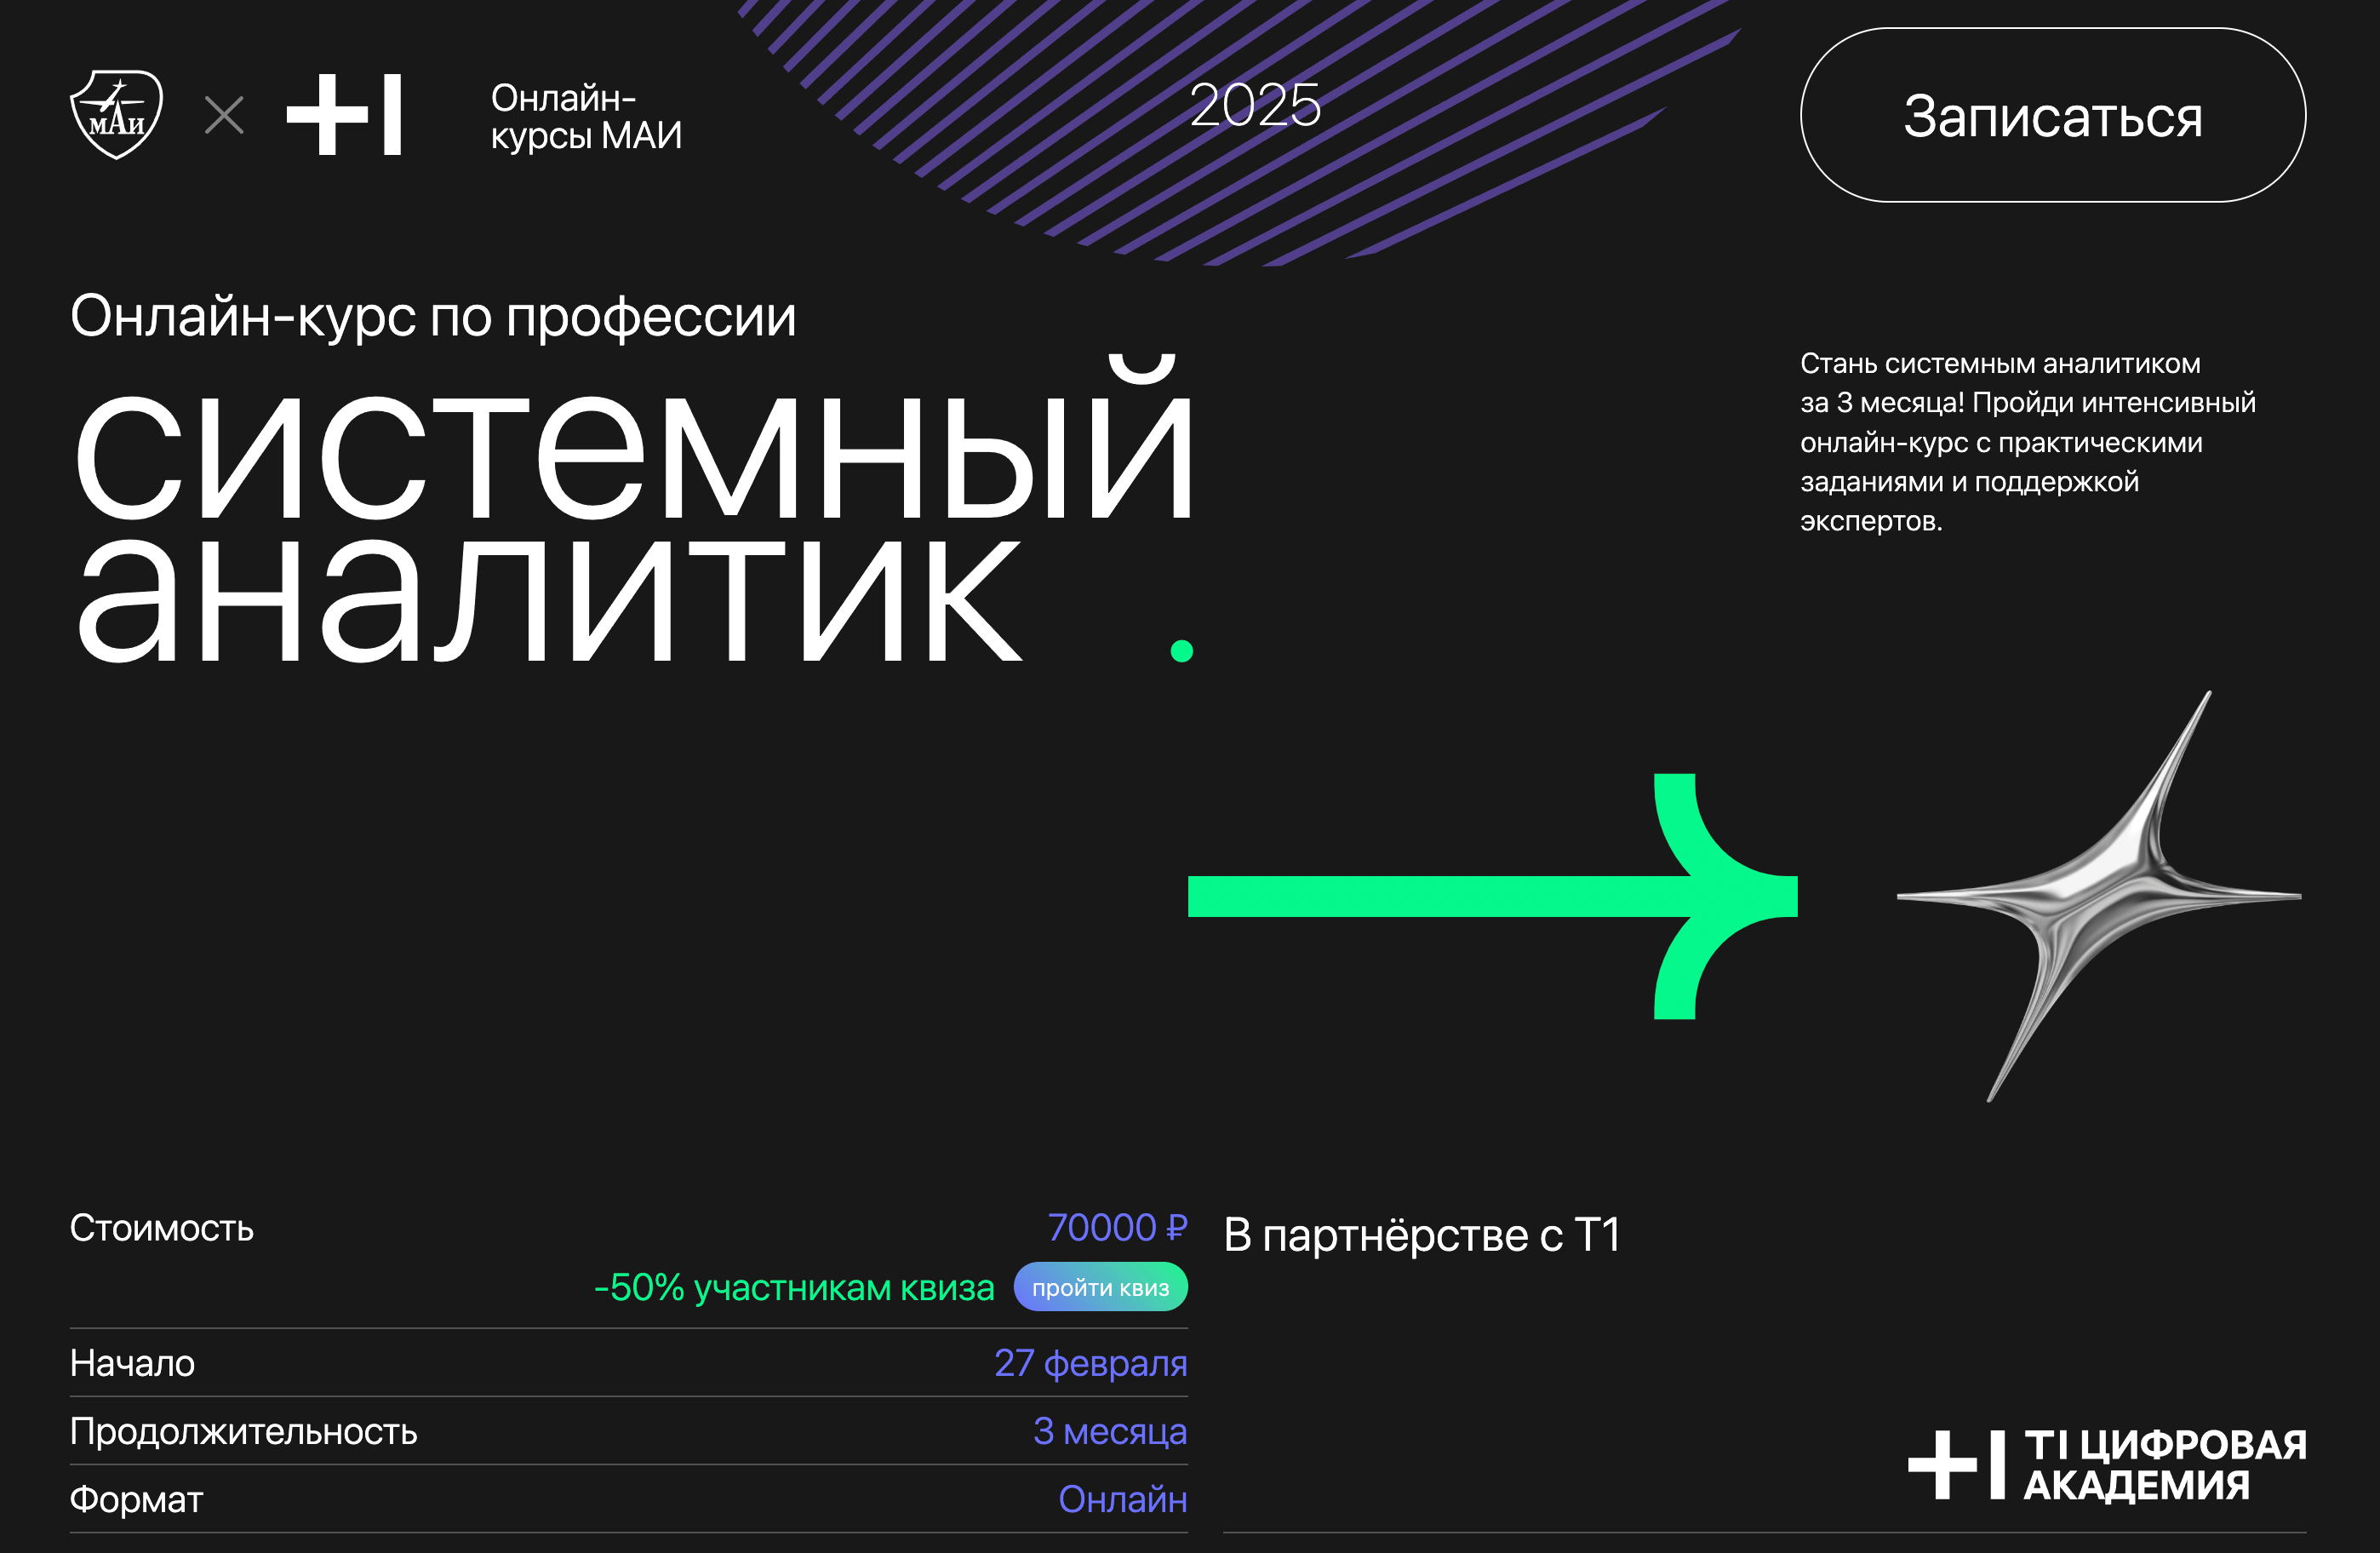 МАИ
Онлайн-
курсы МАИ
2025
Записаться
Онлайн-курс по профессии
системный
аналитик .
Стань системным аналитиком
за 3 месяца! Пройди интенсивный
онлайн-курс с практическими
заданиями и поддержкой
экспертов.
Стоимость
70000 ₽
-50% участникам квиза
пройти квиз
Начало
27 февраля
Продолжительность
3 месяца
Формат
Онлайн
В партнёрстве с Т1
Т1 ЦИФРОВАЯ
АКАДЕМИЯ